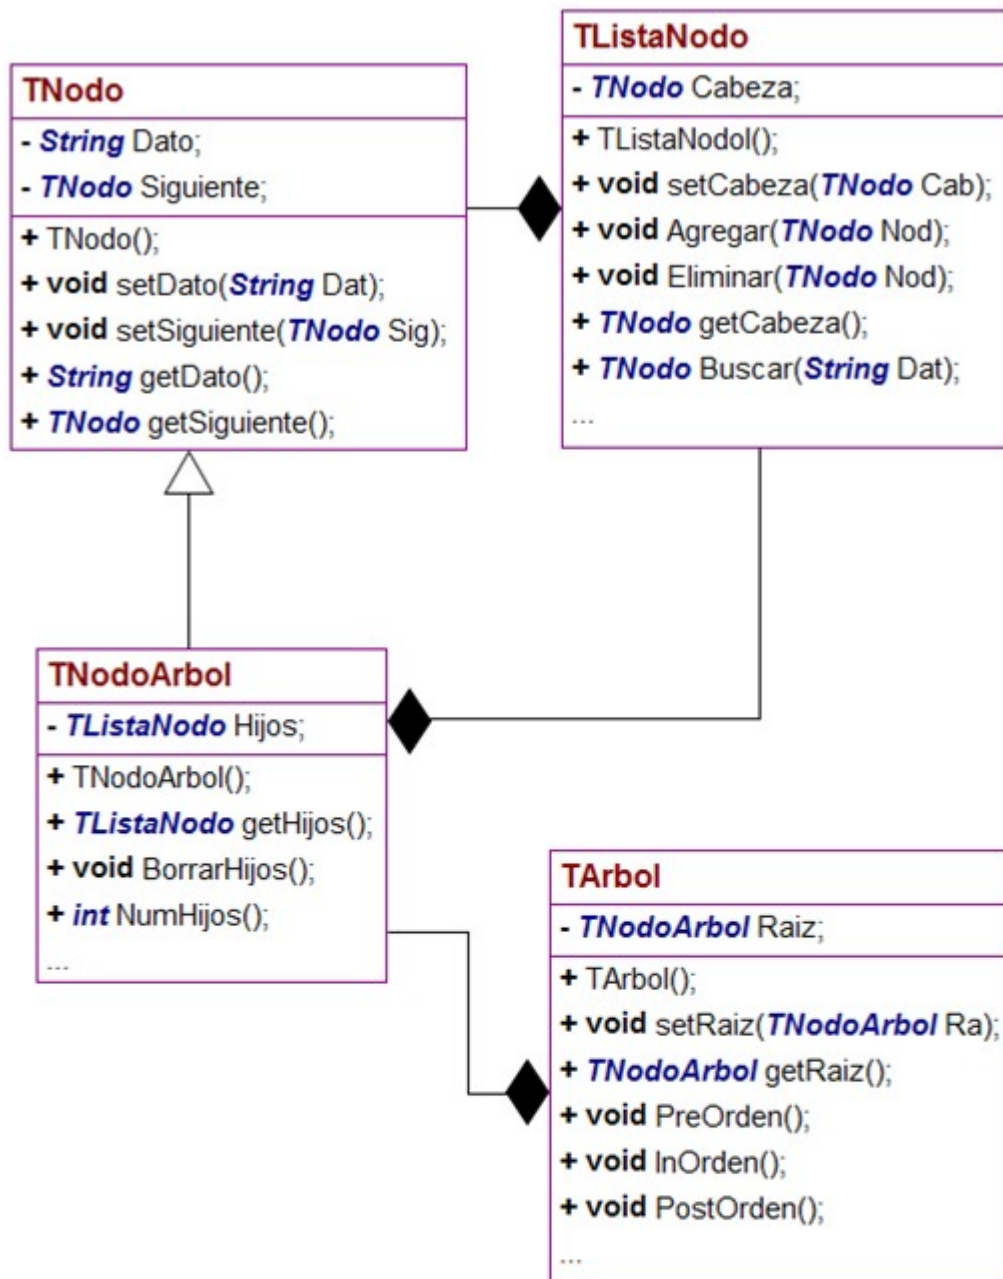 TNodo
- String Dato;
- TNodo Siguiente;
+ TNodo();
+ void setDato(String Dat);
+ void setSiguiente(TNodo Sig);
+ String getDato();
+ TNodo getSiguiente();
TListaNodo
- TNodo Cabeza;
+ TListaNodol();
+ void setCabeza(TNodo Cab);
+ void Agregar(TNodo Nod);
+ void Eliminar(TNodo Nod);
+ TNodo getCabeza();
+ TNodo Buscar(String Dat);
...
TNodoArbol
- TListaNodo Hijos;
+ TNodoArbol();
+ TListaNodo getHijos();
+ void BorrarHijos();
+ int NumHijos();
...
TArbol
- TNodoArbol Raiz;
+ TArbol();
+ void setRaiz(TNodoArbol Ra);
+ TNodoArbol getRaiz();
+ void PreOrden();
+ void InOrden();
+ void PostOrden();
...